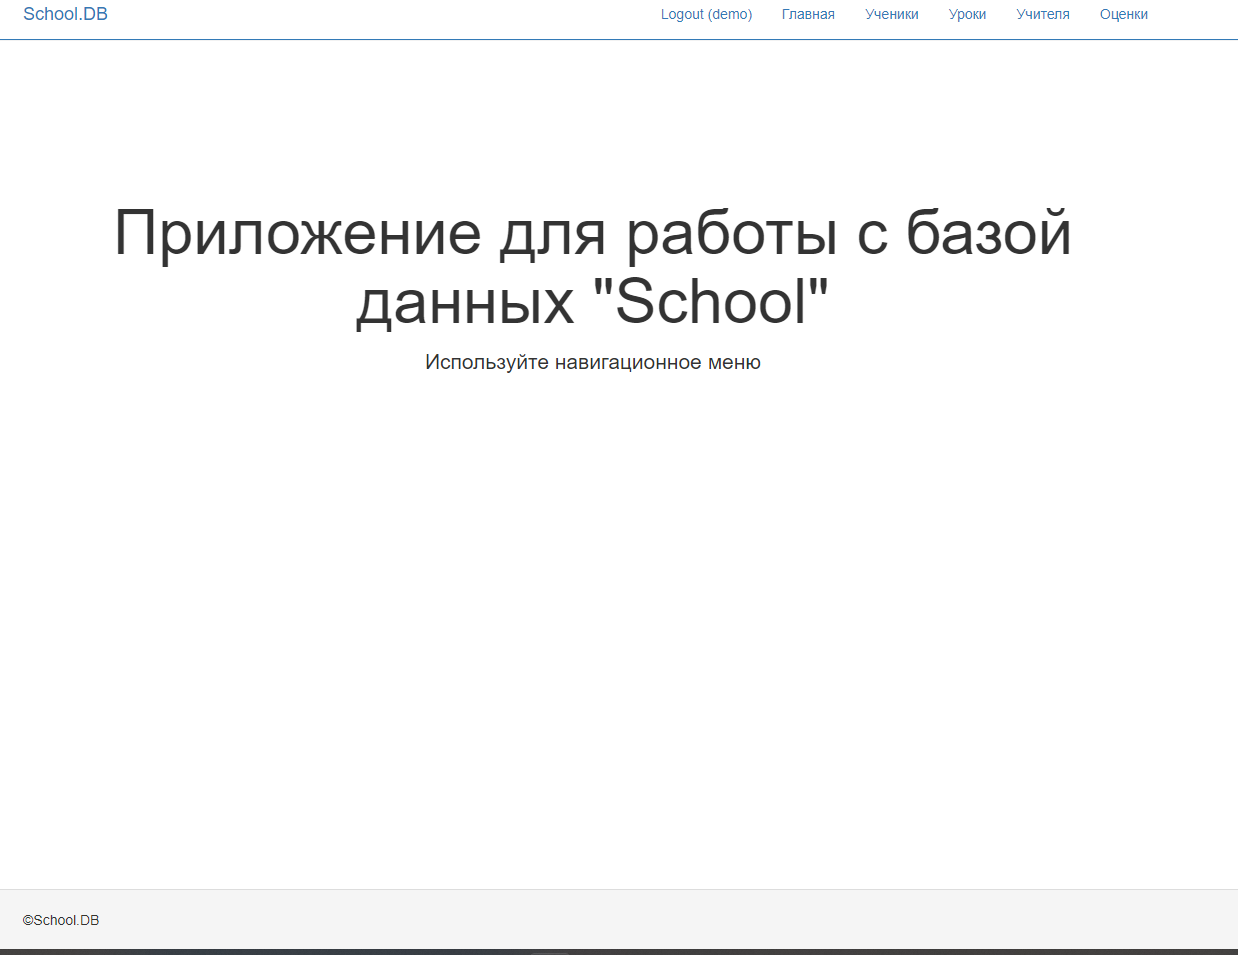 School.DB
Logout (demo) Главная Ученики Уроки Учителя Оценки
Приложение для работы с базой
данных "School"
Используйте навигационное меню
©School.DB